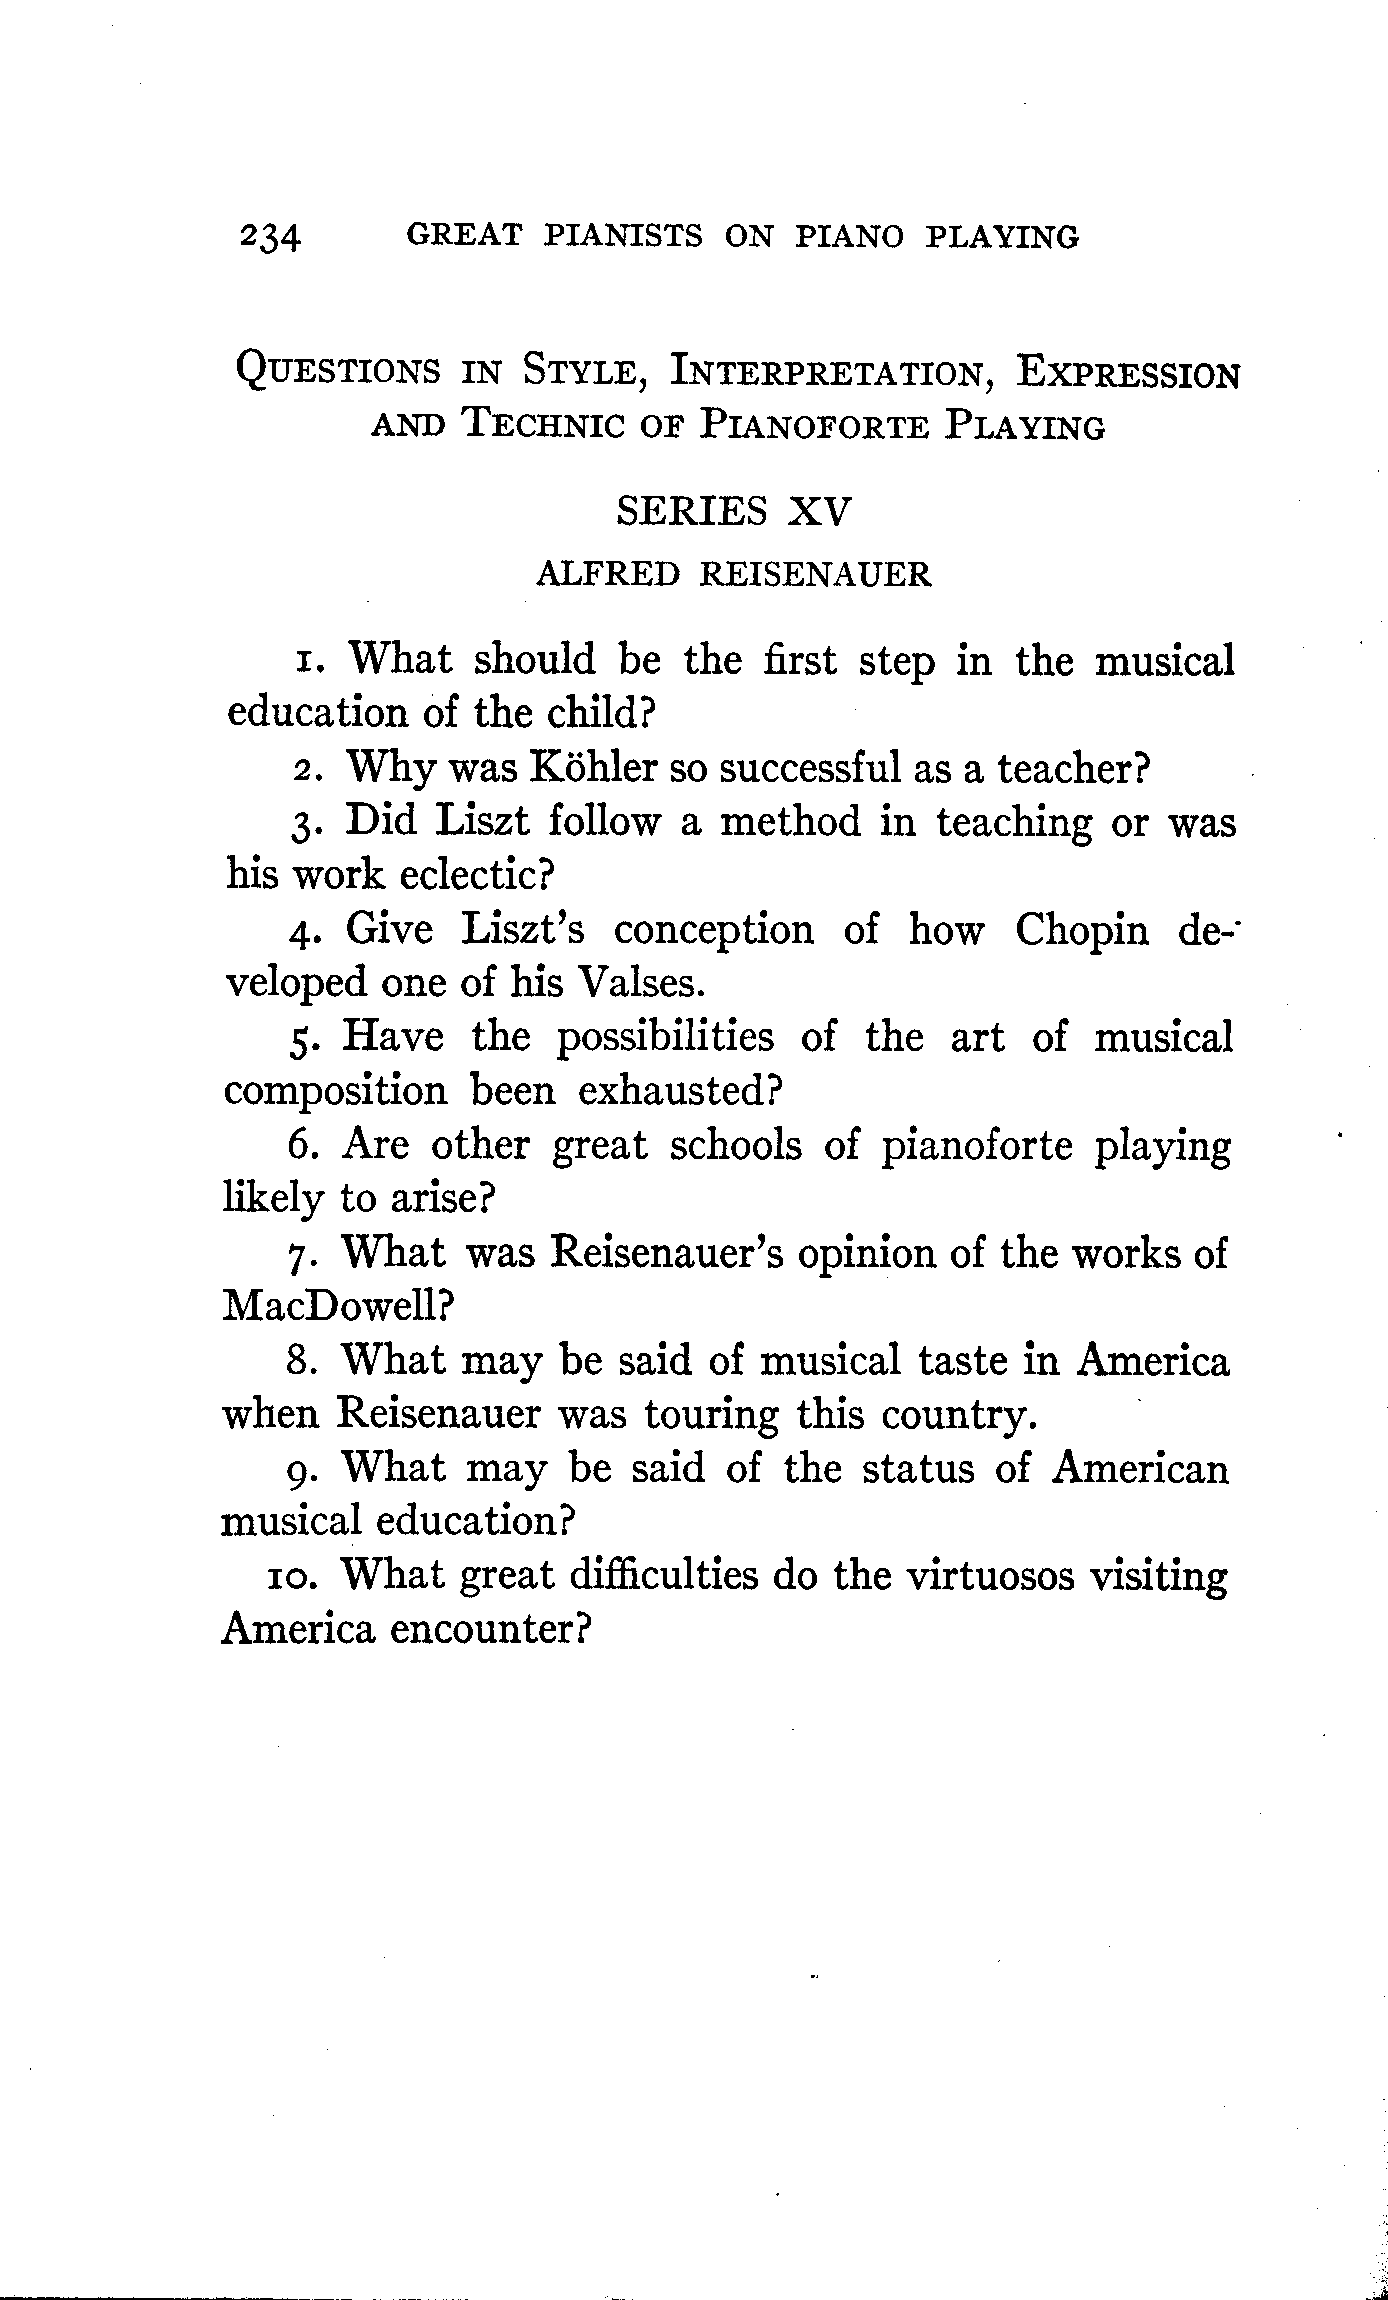 234 GREAT PIANISTS ON PIANO PLAYING
QUESTIONS IN STYLE, INTERPRETATION, EXPRESSION
AND TECHNIC OF PIANOFORTE PLAYING
SERIES XV
ALFRED REISENAUER
1. What should be the first step in the musical
education of the child?
2. Why was Köhler so successful as a teacher?
3. Did Liszt follow a method in teaching or was
his work eclectic?
4. Give Liszt's conception of how Chopin de-
veloped one of his Valses.
5. Have the possibilities of the art of musical
composition been exhausted?
6. Are other great schools of pianoforte playing
likely to arise?
7. What was Reisenauer's opinion of the works of
MacDowell?
8. What may be said of musical taste in America
when Reisenauer was touring this country.
9. What may be said of the status of American
musical education?
10. What great difficulties do the virtuosos visiting
America encounter?